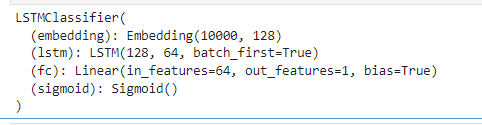 LSTMClassifier(
  (embedding): Embedding(10000, 128)
  (lstm): LSTM(128, 64, batch_first=True)
  (fc): Linear(in_features=64, out_features=1, bias=True)
  (sigmoid): Sigmoid()
)